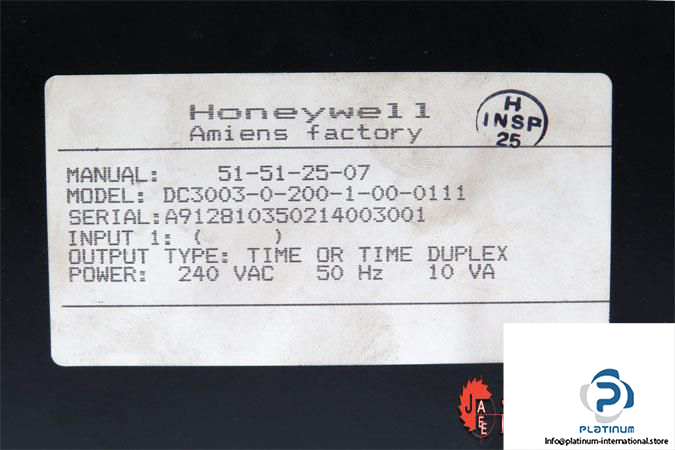 Honeywell
Amiens factory
H
INSP
25
MANUAL: 51-51-25-07
MODEL: DC3003-0-200-1-00-0111
SERIAL:A912810350214003001
INPUT 1: ( )
OUTPUT TYPE: TIME OR TIME DUPLEX
POWER: 240 VAC 50 Hz 10 VA
JAEE
PLATINUM
Info@platinum-international.store